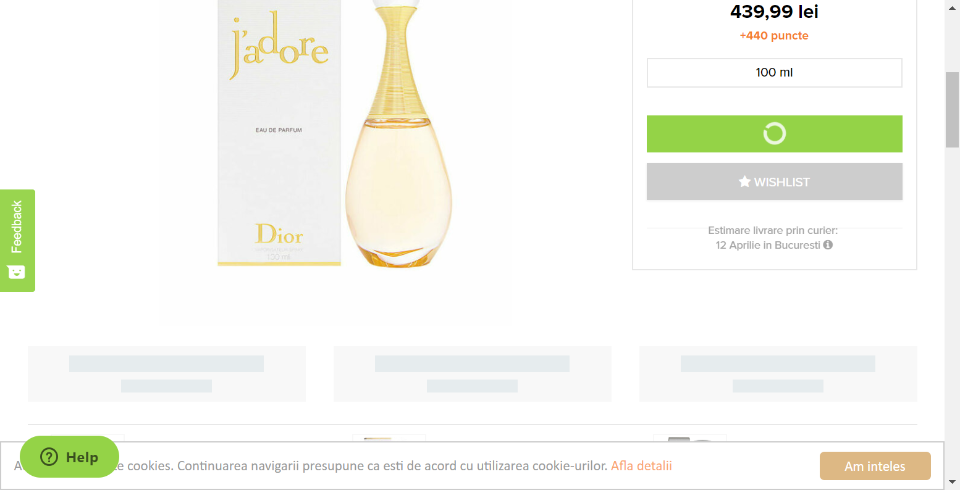 j'adore
EAU DE PARFUM
Dior
100 ml
439,99 lei
+440 puncte
100 ml
WISHLIST
Estimare livrare prin curier:
12 Aprilie in Bucuresti
Feedback
cookies. Continuarea navigarii presupune ca esti de acord cu utilizarea cookie-urilor. Afla detalii
Am inteles
Help